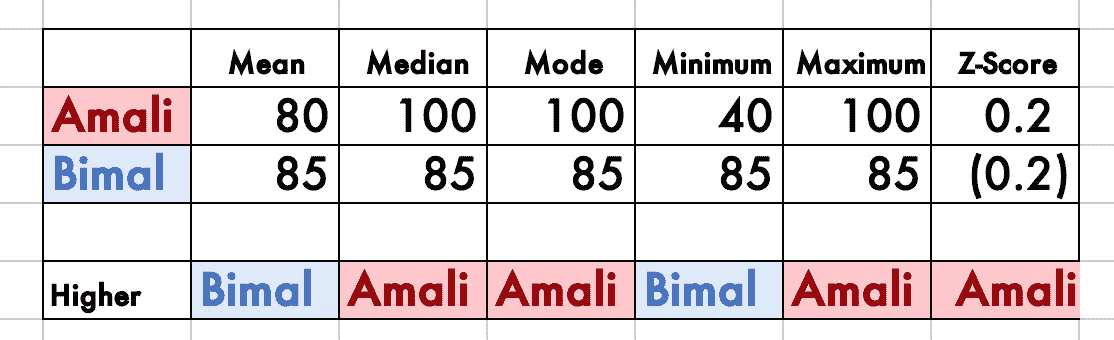 Mean Median Mode Minimum Maximum Z-Score
Amali 80 100 100 40 100 0.2
Bimal 85 85 85 85 85 (0.2)
Higher Bimal Amali Amali Bimal Amali Amali